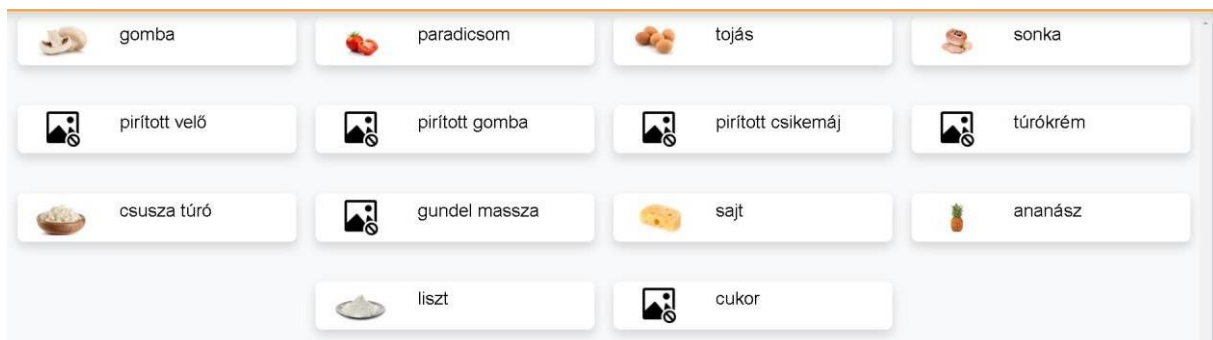 gomba
paradicsom
tojás
sonka
pirított velő
pirított gomba
pirított csikemáj
túrókrém
csusza túró
gundel massza
sajt
ananász
liszt
cukor